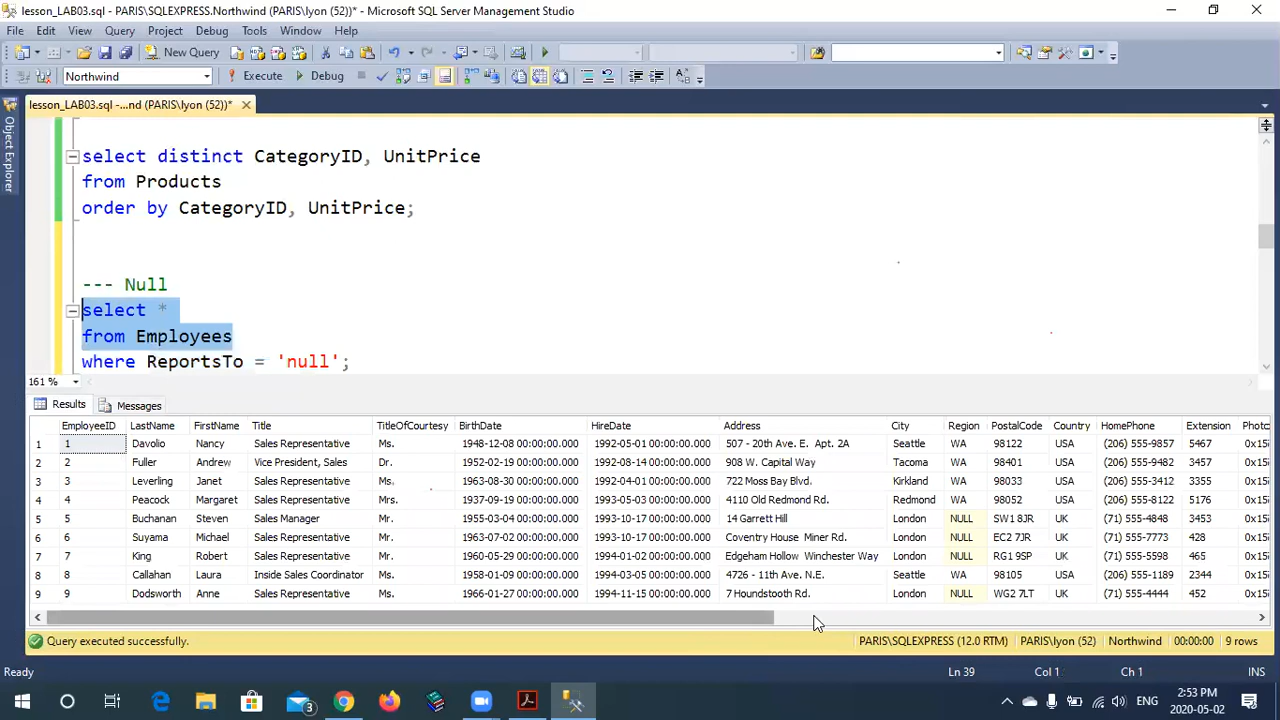 lesson_LAB03.sql - PARIS\SQLEXPRESS.Northwind (PARIS\lyon (52))* - Microsoft SQL Server Management Studio
File Edit View Query Project Debug Tools Window Help
New Query
Northwind Execute Debug
lesson_LAB03.sql -...nd (PARIS\lyon (52))*
Object Explorer
select distinct CategoryID, UnitPrice
from Products
order by CategoryID, UnitPrice;
--- Null
select *
from Employees
where ReportsTo = 'null';
161 %
Results Messages
EmployeeID LastName FirstName Title TitleOfCourtesy BirthDate HireDate Address City Region PostalCode Country HomePhone Extension Photo
1 1 Davolio Nancy Sales Representative Ms. 1948-12-08 00:00:00.000 1992-05-01 00:00:00.000 507 - 20th Ave. E. Apt. 2A Seattle WA 98122 USA (206) 555-9857 5467 0x15
2 2 Fuller Andrew Vice President, Sales Dr. 1952-02-19 00:00:00.000 1992-08-14 00:00:00.000 908 W. Capital Way Tacoma WA 98401 USA (206) 555-9482 3457 0x15
3 3 Leverling Janet Sales Representative Ms. 1963-08-30 00:00:00.000 1992-04-01 00:00:00.000 722 Moss Bay Blvd. Kirkland WA 98033 USA (206) 555-3412 3355 0x15
4 4 Peacock Margaret Sales Representative Mrs. 1937-09-19 00:00:00.000 1993-05-03 00:00:00.000 4110 Old Redmond Rd. Redmond WA 98052 USA (206) 555-8122 5176 0x15
5 5 Buchanan Steven Sales Manager Mr. 1955-03-04 00:00:00.000 1993-10-17 00:00:00.000 14 Garrett Hill London NULL SW1 8JR UK (71) 555-4848 3453 0x15
6 6 Suyama Michael Sales Representative Mr. 1963-07-02 00:00:00.000 1993-10-17 00:00:00.000 Coventry House Miner Rd. London NULL EC2 7JR UK (71) 555-7773 428 0x15
7 7 King Robert Sales Representative Mr. 1960-05-29 00:00:00.000 1994-01-02 00:00:00.000 Edgeham Hollow Winchester Way London NULL RG1 9SP UK (71) 555-5598 465 0x15
8 8 Callahan Laura Inside Sales Coordinator Ms. 1958-01-09 00:00:00.000 1994-03-05 00:00:00.000 4726 - 11th Ave. N.E. Seattle WA 98105 USA (206) 555-1189 2344 0x15
9 9 Dodsworth Anne Sales Representative Ms. 1966-01-27 00:00:00.000 1994-11-15 00:00:00.000 7 Houndstooth Rd. London NULL WG2 7LT UK (71) 555-4444 452 0x15
Query executed successfully. PARIS\SQLEXPRESS (12.0 RTM) PARIS\lyon (52) Northwind 00:00:00 9 rows
Ready Ln 39 Col 1 Ch 1 INS
3 ENG 2:53 PM
2020-05-02